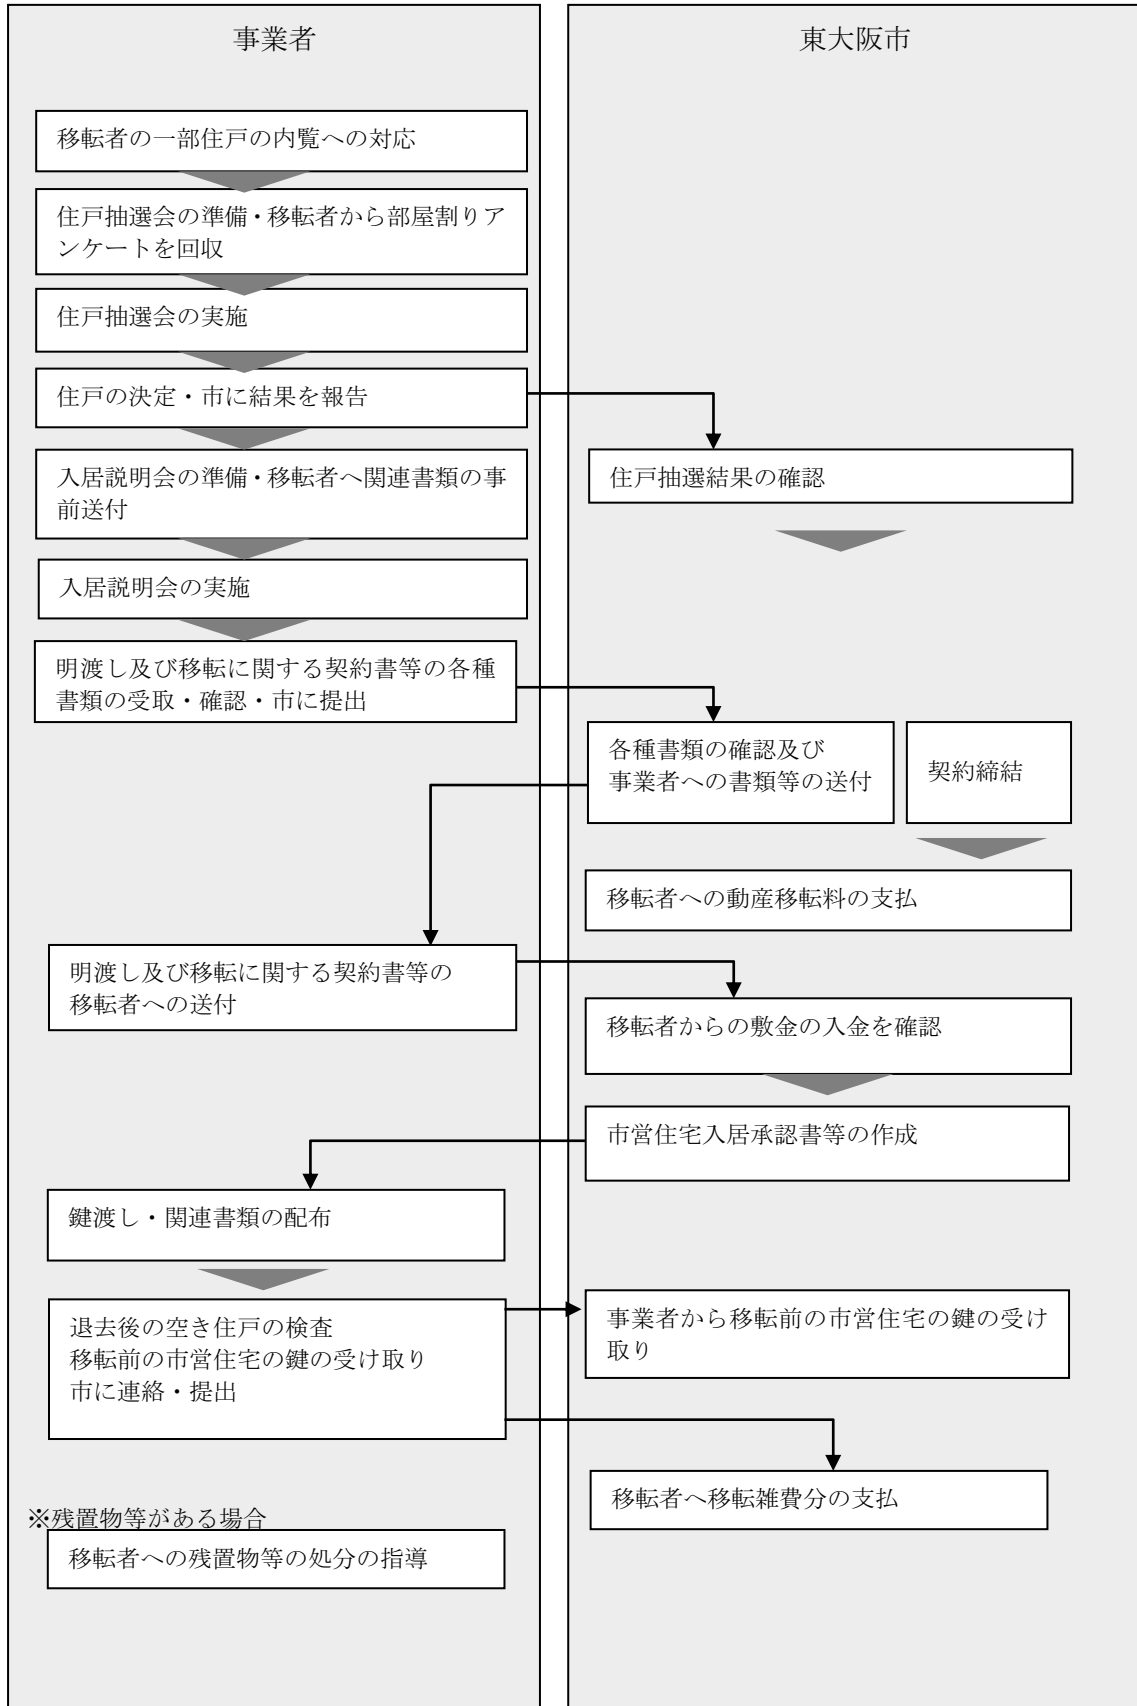 事業者
移転者の一部住戸の内覧への対応
住戸抽選会の準備・移転者から部屋割りア
ンケートを回収
住戸抽選会の実施
住戸の決定・市に結果を報告
入居説明会の準備・移転者へ関連書類の事
前送付
入居説明会の実施
明渡し及び移転に関する契約書等の各種
書類の受取・確認・市に提出
明渡し及び移転に関する契約書等の
移転者への送付
鍵渡し・関連書類の配布
退去後の空き住戸の検査
移転前の市営住宅の鍵の受け取り
市に連絡・提出
※残置物等がある場合
移転者への残置物等の処分の指導
東大阪市
住戸抽選結果の確認
各種書類の確認及び
事業者への書類等の送付
契約締結
移転者への動産移転料の支払
移転者からの敷金の入金を確認
市営住宅入居承認書等の作成
事業者から移転前の市営住宅の鍵の受け
取り
移転者へ移転雑費分の支払